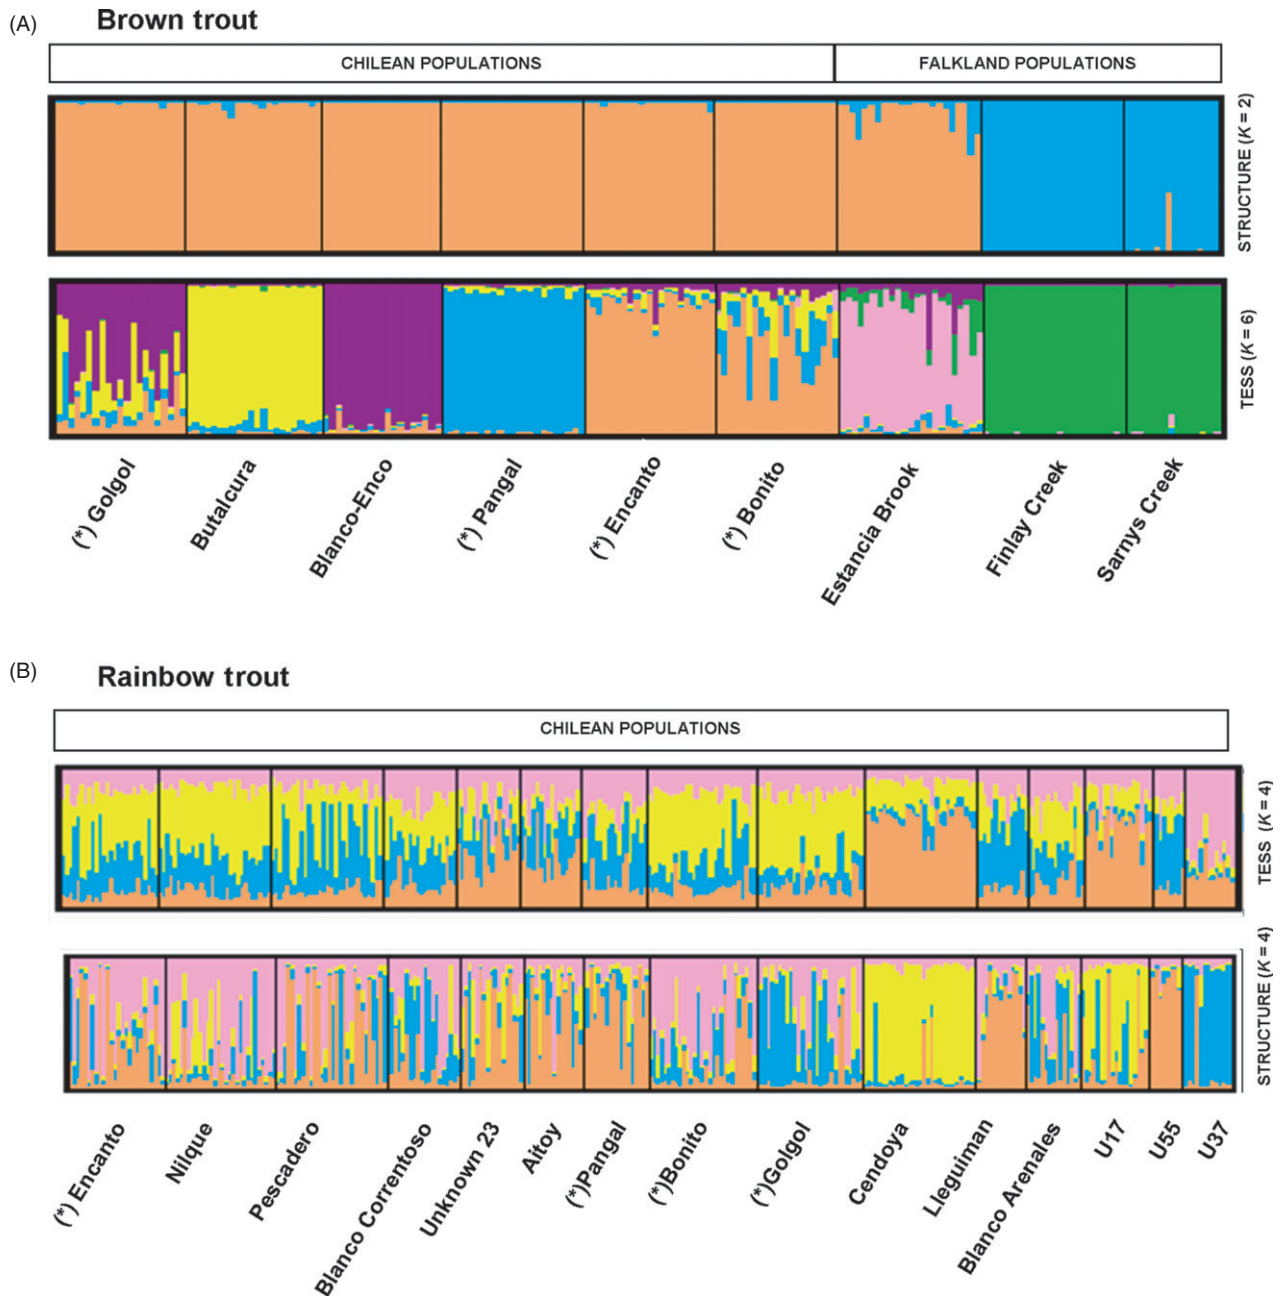 (A) Brown trout
CHILEAN POPULATIONS FALKLAND POPULATIONS
STRUCTURE (K = 2)
TESS (K = 6)
(*) Golgol
Butalcura
Blanco-Enco
(*) Pangal
(*) Encanto
(*) Bonito
Estancia Brook
Finlay Creek
Sarnys Creek
(B) Rainbow trout
CHILEAN POPULATIONS
TESS (K = 4)
STRUCTURE (K = 4)
(*) Encanto
Nilque
Pescadero
Blanco Correntoso
Unknown 23
Aitoy
(*)Pangal
(*)Bonito
(*)Golgol
Cendoya
Lleguiman
Blanco Arenales
U17
U55
U37